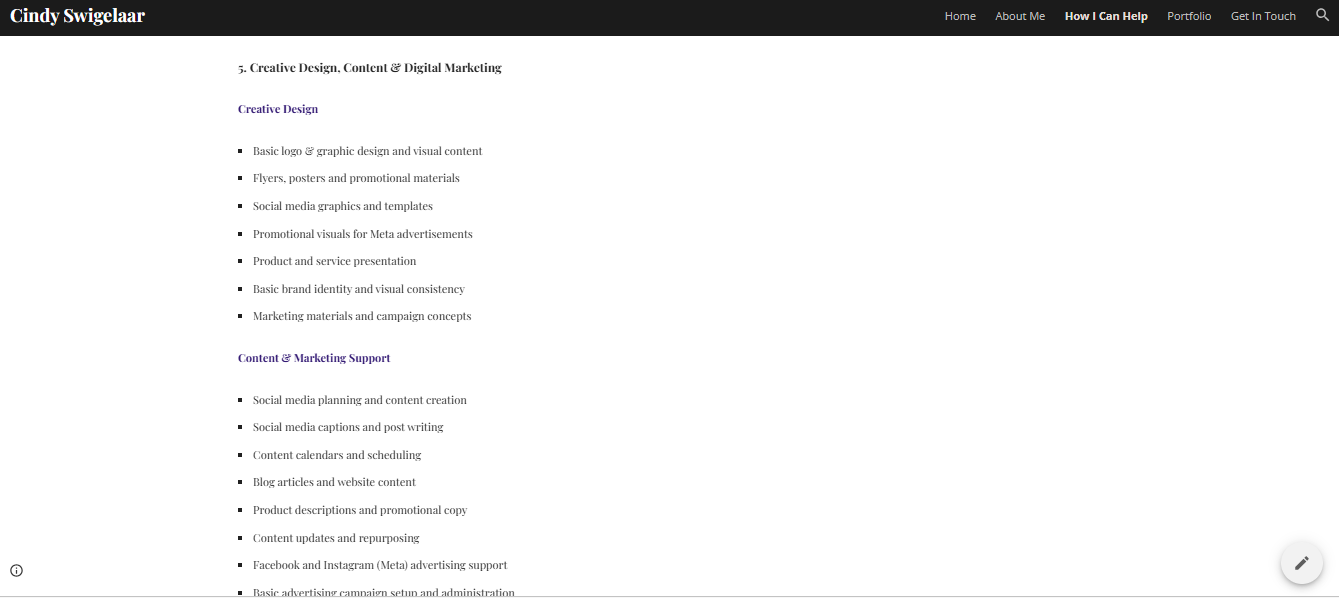 Cindy Swigelaar
Home About Me How I Can Help Portfolio Get In Touch
5. Creative Design, Content & Digital Marketing
Creative Design
Basic logo & graphic design and visual content
Flyers, posters and promotional materials
Social media graphics and templates
Promotional visuals for Meta advertisements
Product and service presentation
Basic brand identity and visual consistency
Marketing materials and campaign concepts
Content & Marketing Support
Social media planning and content creation
Social media captions and post writing
Content calendars and scheduling
Blog articles and website content
Product descriptions and promotional copy
Content updates and repurposing
Facebook and Instagram (Meta) advertising support
Basic advertising campaign setup and administration